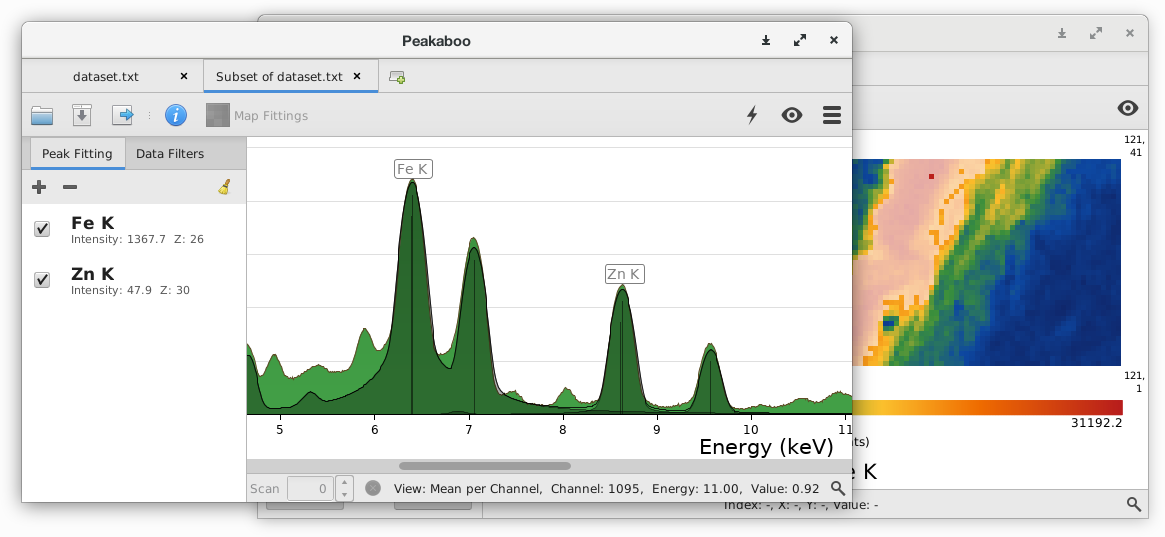 Peakaboo
dataset.txt
Subset of dataset.txt
Map Fittings
Peak Fitting
Data Filters
Fe K
Intensity: 1367.7 Z: 26
Zn K
Intensity: 47.9 Z: 30
Fe K
Zn K
5 6 7 8 9 10 11
Energy (keV)
Scan 0
View: Mean per Channel, Channel: 1095, Energy: 11.00, Value: 0.92
121,
41
121,
1
31192.2
ts)
e K
Index: -, X: -, Y: -, Value: -